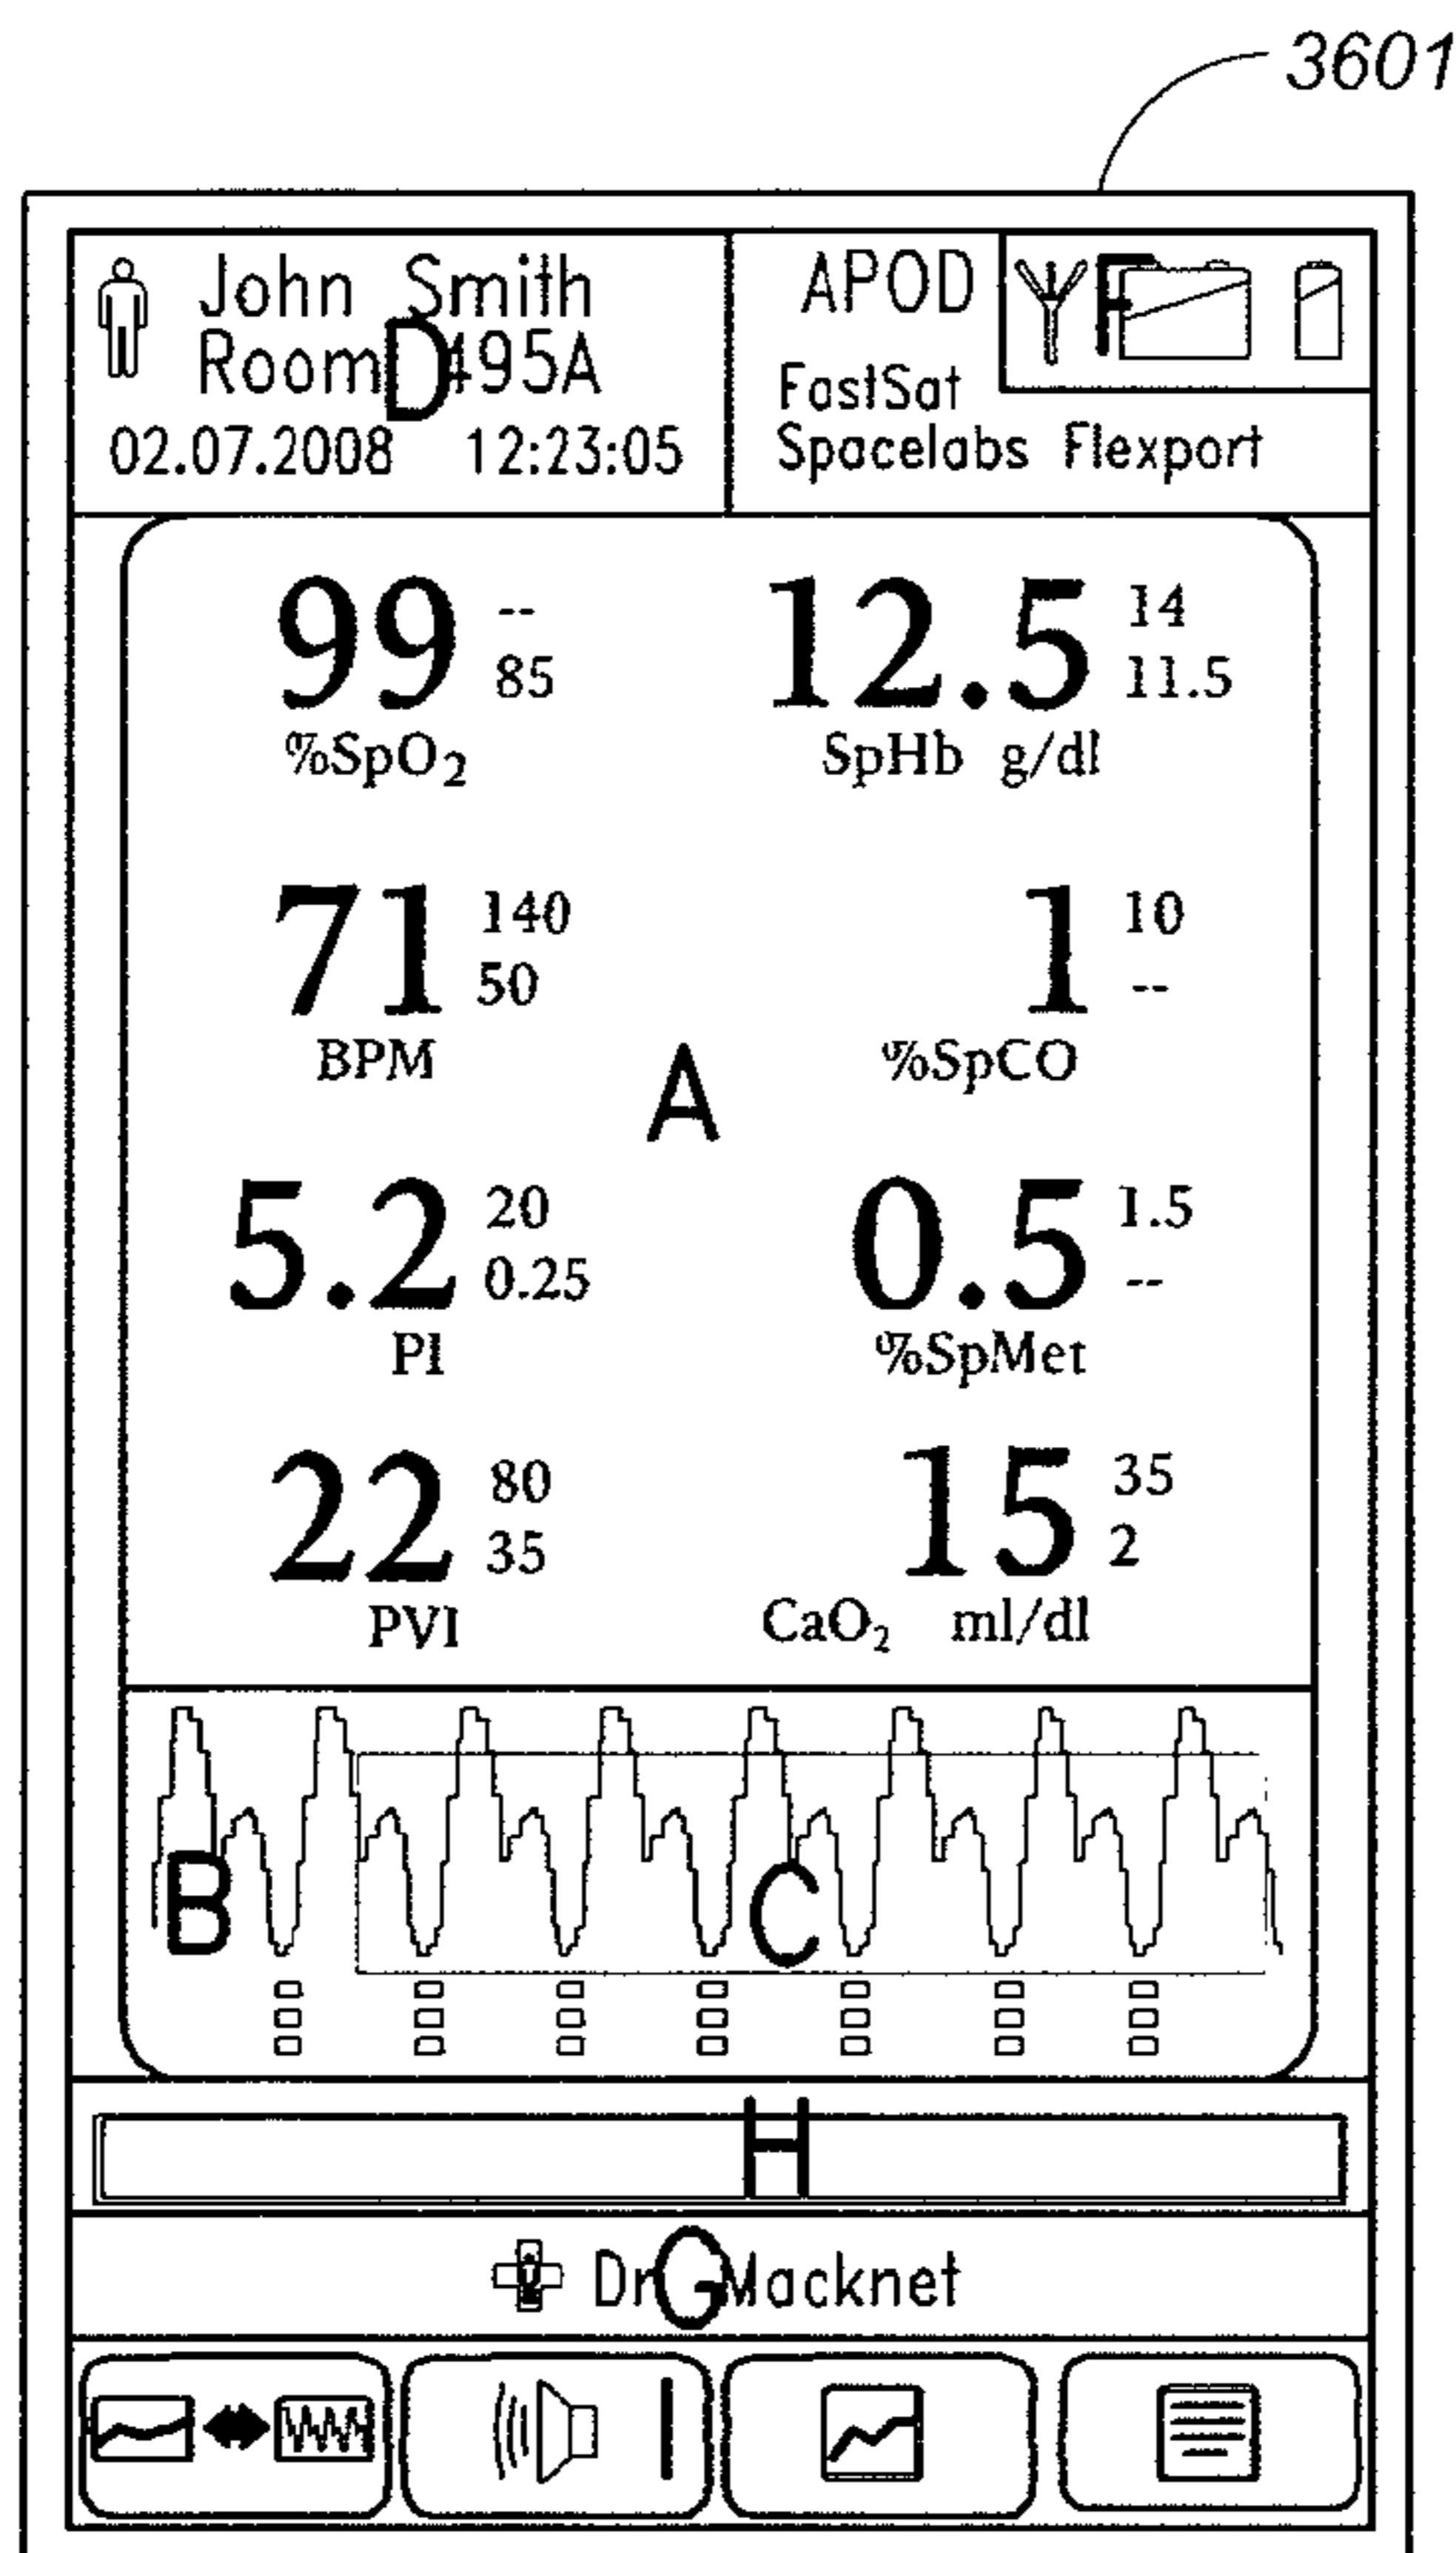 3601
John Smith
Room D495A
02.07.2008 12:23:05
APOD
F
FastSat
Spacelabs Flexport
99 --
85
%SpO2
12.5 14
11.5
SpHb g/dl
71 140
50
BPM
1 10
--
%SpCO
A
5.2 20
0.25
PI
0.5 1.5
--
%SpMet
22 80
35
PVI
15 35
2
CaO2 ml/dl
B
C
H
Dr G Macknet
I